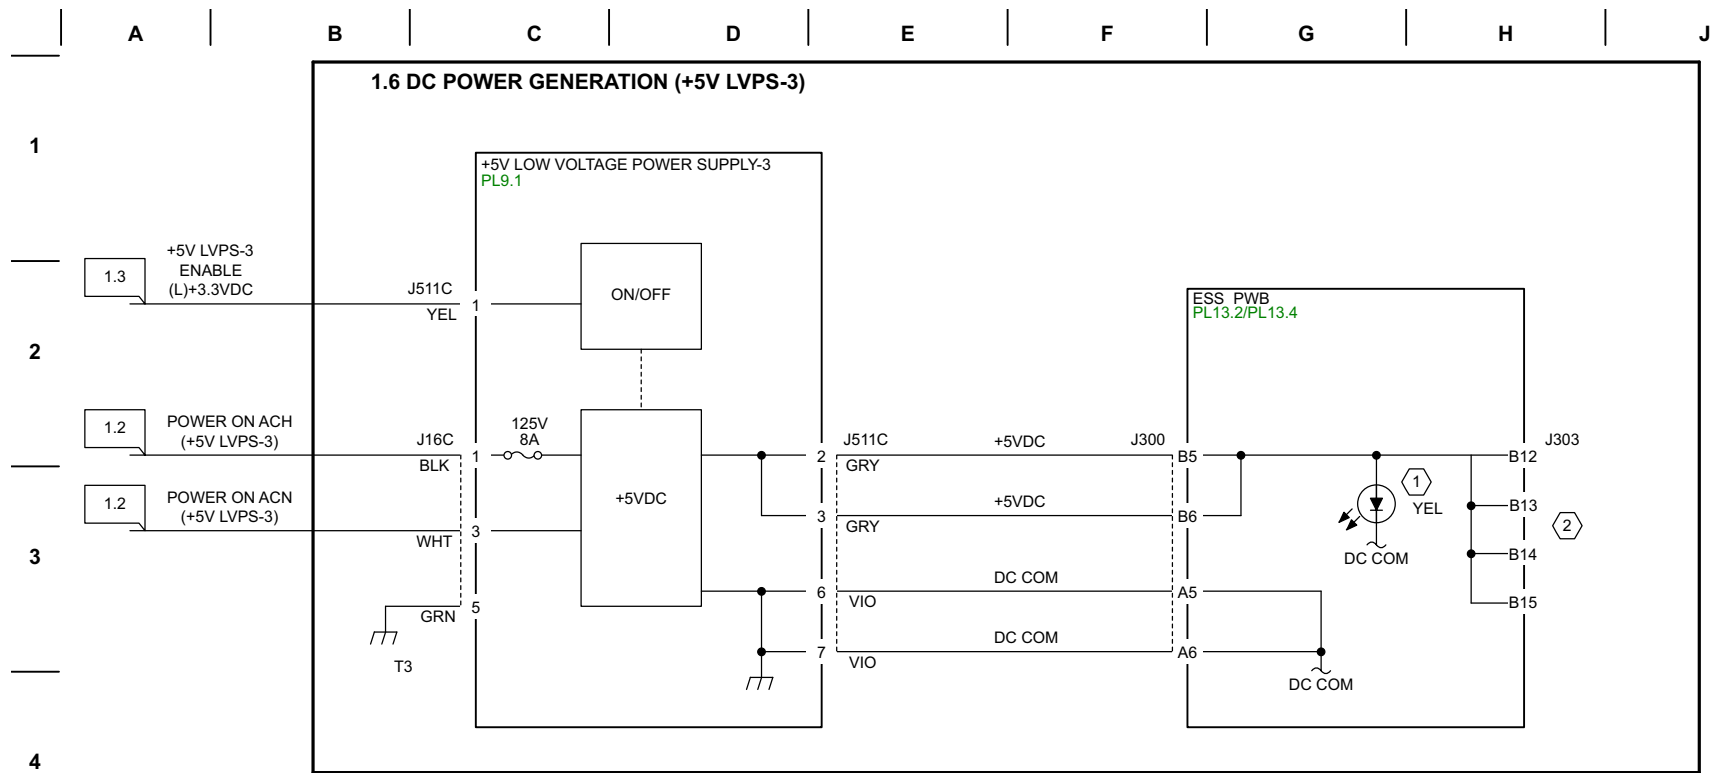 A B C D E F G H J
1.6 DC POWER GENERATION (+5V LVPS-3)
1
+5V LOW VOLTAGE POWER SUPPLY-3
PL9.1
+5V LVPS-3
ENABLE
(L)+3.3VDC
1.3
J511C
1
YEL
ON/OFF
ESS PWB
PL13.2/PL13.4
2
1.2
POWER ON ACH
(+5V LVPS-3)
J16C
1
BLK
125V
8A
2
J511C
GRY
+5VDC
J300
B5
B12
J303
1.2
POWER ON ACN
(+5V LVPS-3)
+5VDC
3
GRY
+5VDC
B6
1
YEL
B13
2
WHT
3
DC COM
B14
3
GRN
5
6
VIO
DC COM
A5
B15
T3
7
VIO
DC COM
A6
DC COM
4